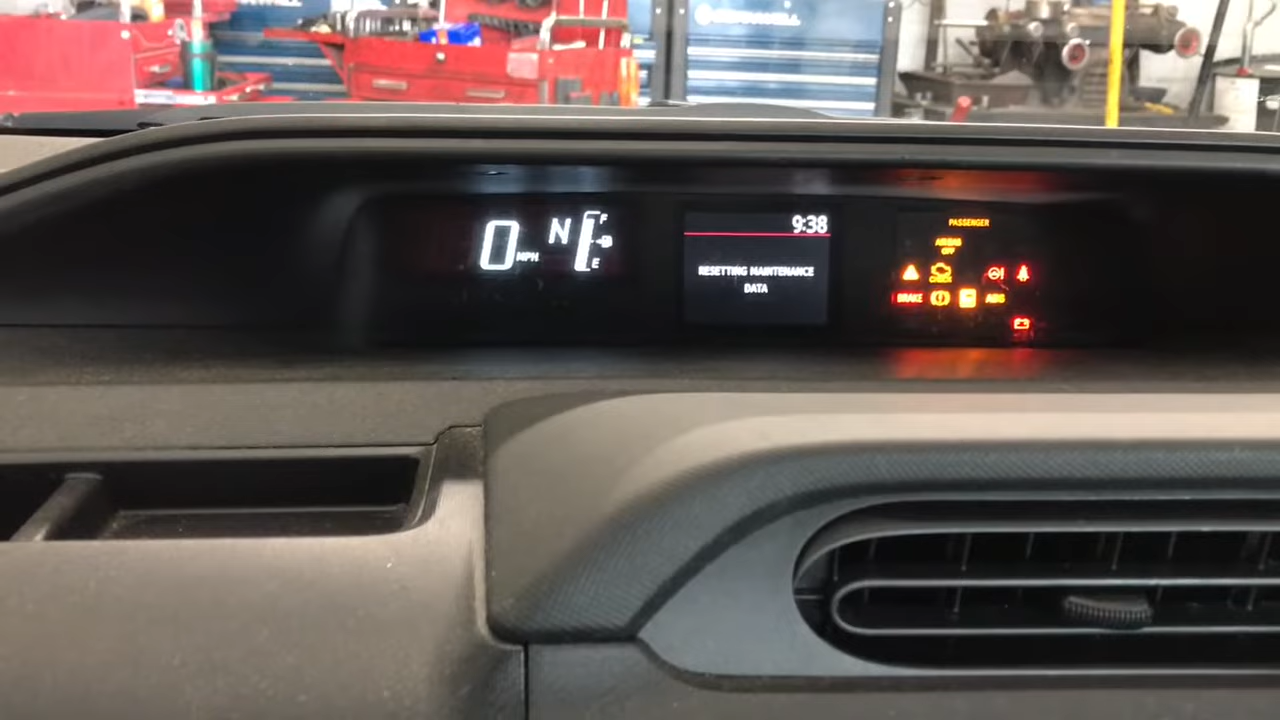 9:38
PASSENGER
AIRBAG
OFF
0 MPH N F
E
RESETTING MAINTENANCE
DATA
CHECK
BRAKE
ABS